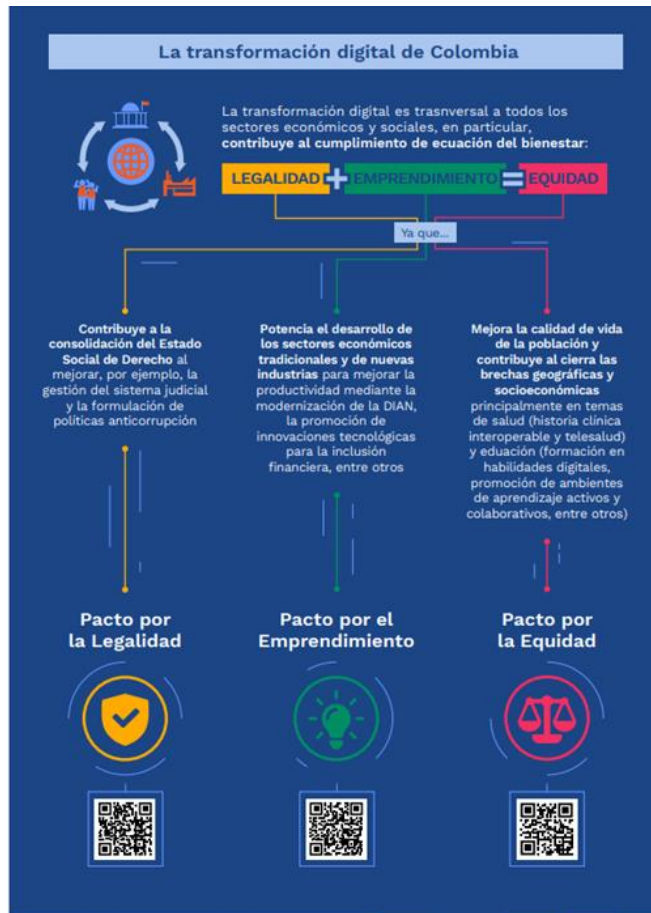 La transformación digital de Colombia
La transformación digital es trasnversal a todos los
sectores económicos y sociales, en particular,
contribuye al cumplimiento de ecuación del bienestar:
LEGALIDAD + EMPRENDIMIENTO = EQUIDAD
Ya que...
Contribuye a la
consolidación del Estado
Social de Derecho al
mejorar, por ejemplo, la
gestión del sistema judicial
y la formulación de
políticas anticorrupción
Potencia el desarrollo de
los sectores económicos
tradicionales y de nuevas
industrias para mejorar la
productividad mediante la
modernización de la DIAN,
la promoción de
innovaciones tecnológicas
para la inclusión
financiera, entre otros
Mejora la calidad de vida
de la población y
contribuye al cierra las
brechas geográficas y
socioeconómicas
principalmente en temas
de salud (historia clínica
interoperable y telesalud)
y eduación (formación en
habilidades digitales,
promoción de ambientes
de aprendizaje activos y
colaborativos, entre otros)
Pacto por
la Legalidad
Pacto por el
Emprendimiento
Pacto por
la Equidad